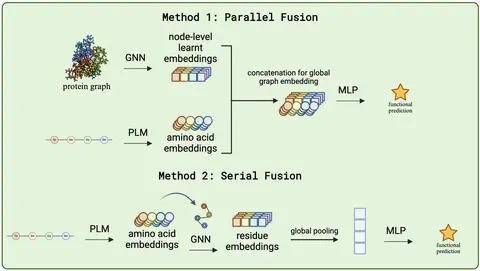 Method 1: Parallel Fusion
node-level
learnt
embeddings
GNN
protein graph
concatenation for global
graph embedding
MLP
functional
prediction
PLM
amino acid
embeddings
Method 2: Serial Fusion
PLM
amino acid
embeddings
GNN
residue
embeddings
global pooling
MLP
functional
prediction